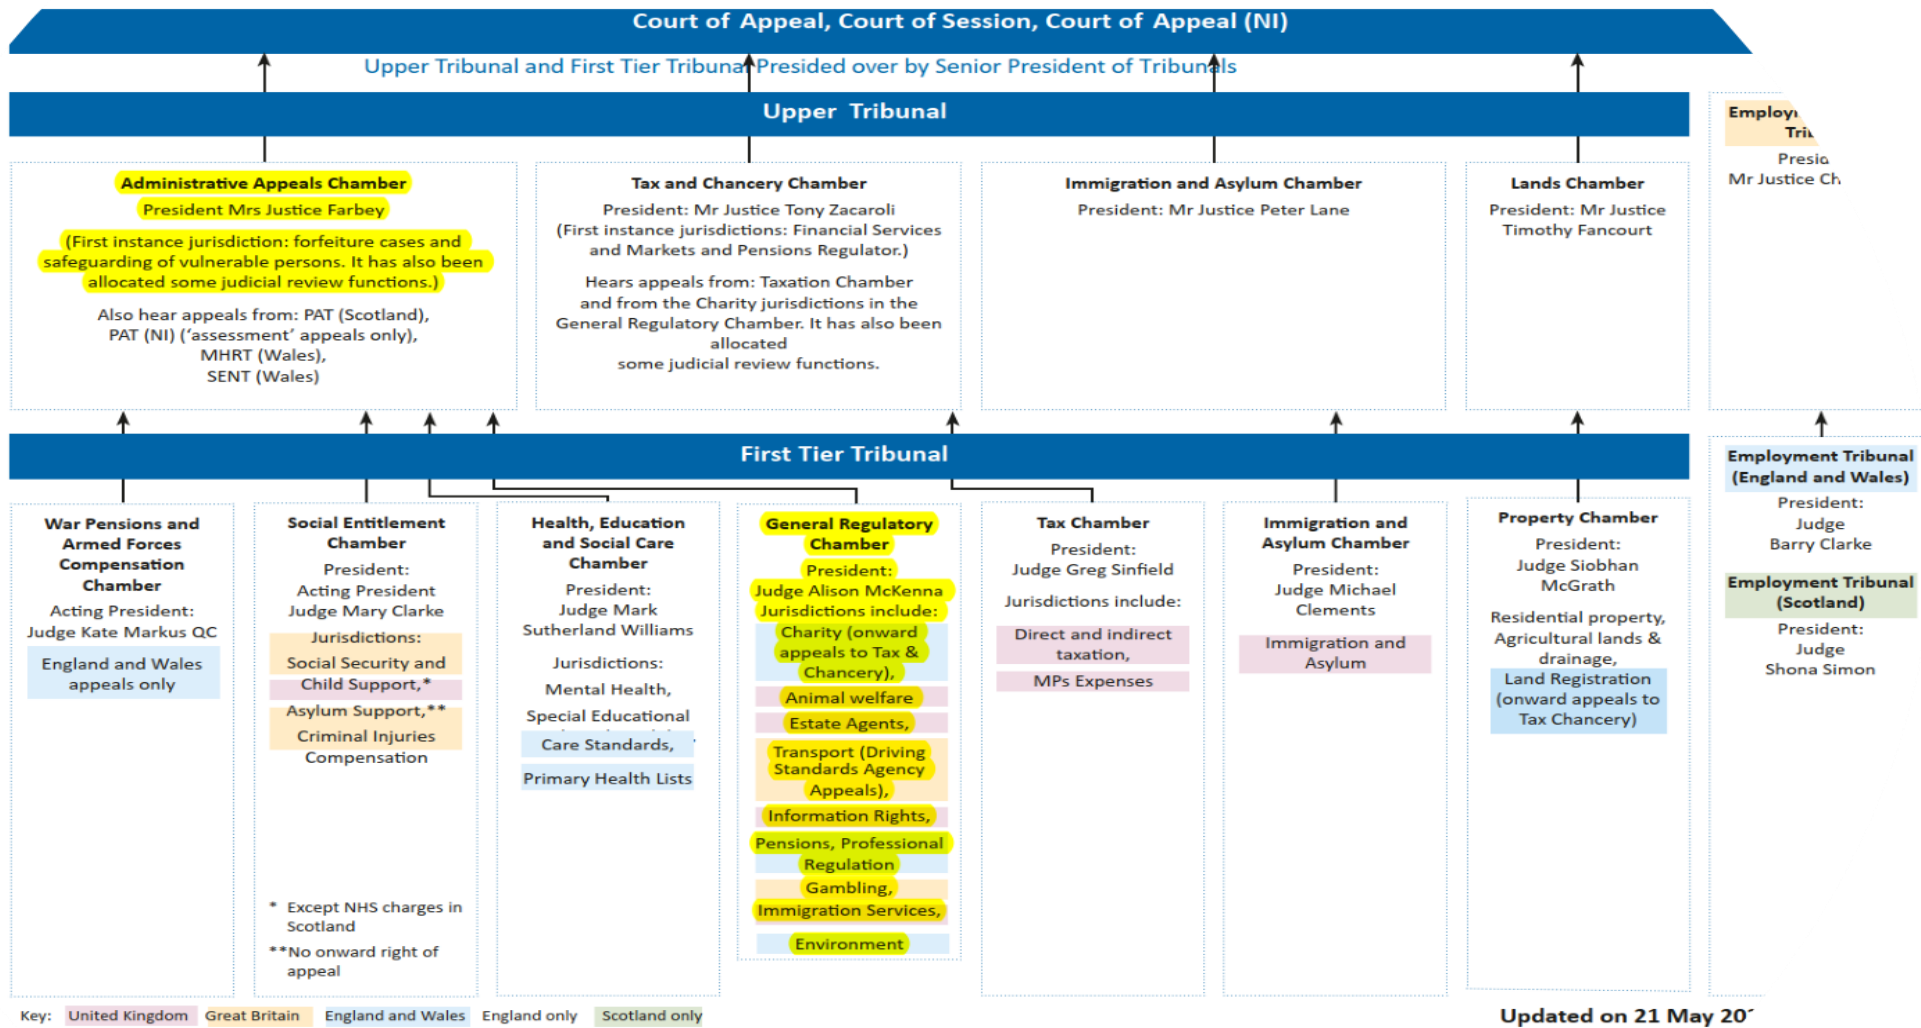 Court of Appeal, Court of Session, Court of Appeal (NI)
Upper Tribunal and First Tier Tribunal Presided over by Senior President of Tribunals
Upper Tribunal
Administrative Appeals Chamber
President Mrs Justice Farbey
(First instance jurisdiction: forfeiture cases and
safeguarding of vulnerable persons. It has also been
allocated some judicial review functions.)
Also hear appeals from: PAT (Scotland),
PAT (NI) (‘assessment’ appeals only),
MHRT (Wales),
SENT (Wales)
Tax and Chancery Chamber
President: Mr Justice Tony Zacaroli
(First instance jurisdictions: Financial Services
and Markets and Pensions Regulator.)
Hears appeals from: Taxation Chamber
and from the Charity jurisdictions in the
General Regulatory Chamber. It has also been
allocated
some judicial review functions.
Immigration and Asylum Chamber
President: Mr Justice Peter Lane
Lands Chamber
President: Mr Justice
Timothy Fancourt
Mr Justice
First Tier Tribunal
War Pensions and
Armed Forces
Compensation
Chamber
Acting President:
Judge Kate Markus QC
England and Wales
appeals only
Social Entitlement
Chamber
President:
Acting President
Judge Mary Clarke
Jurisdictions:
Social Security and
Child Support,*
Asylum Support,**
Criminal Injuries
Compensation
* Except NHS charges in
Scotland
**No onward right of
appeal
Health, Education
and Social Care
Chamber
President:
Judge Mark
Sutherland Williams
Jurisdictions:
Mental Health,
Special Educational
Care Standards,
Primary Health Lists
General Regulatory
Chamber
President:
Judge Alison McKenna
Jurisdictions include:
Charity (onward
appeals to Tax &
Chancery),
Animal welfare
Estate Agents,
Transport (Driving
Standards Agency
Appeals),
Information Rights,
Pensions, Professional
Regulation
Gambling,
Immigration Services,
Environment
Tax Chamber
President:
Judge Greg Sinfield
Jurisdictions include:
Direct and indirect
taxation,
MPs Expenses
Immigration and
Asylum Chamber
President:
Judge Michael
Clements
Immigration and
Asylum
Property Chamber
President:
Judge Siobhan
McGrath
Residential property,
Agricultural lands &
drainage,
Land Registration
(onward appeals to
Tax Chancery)
Employment Tribunal
(England and Wales)
President:
Judge
Barry Clarke
Employment Tribunal
(Scotland)
President:
Judge
Shona Simon
Key: United Kingdom Great Britain England and Wales England only Scotland only
Updated on 21 May